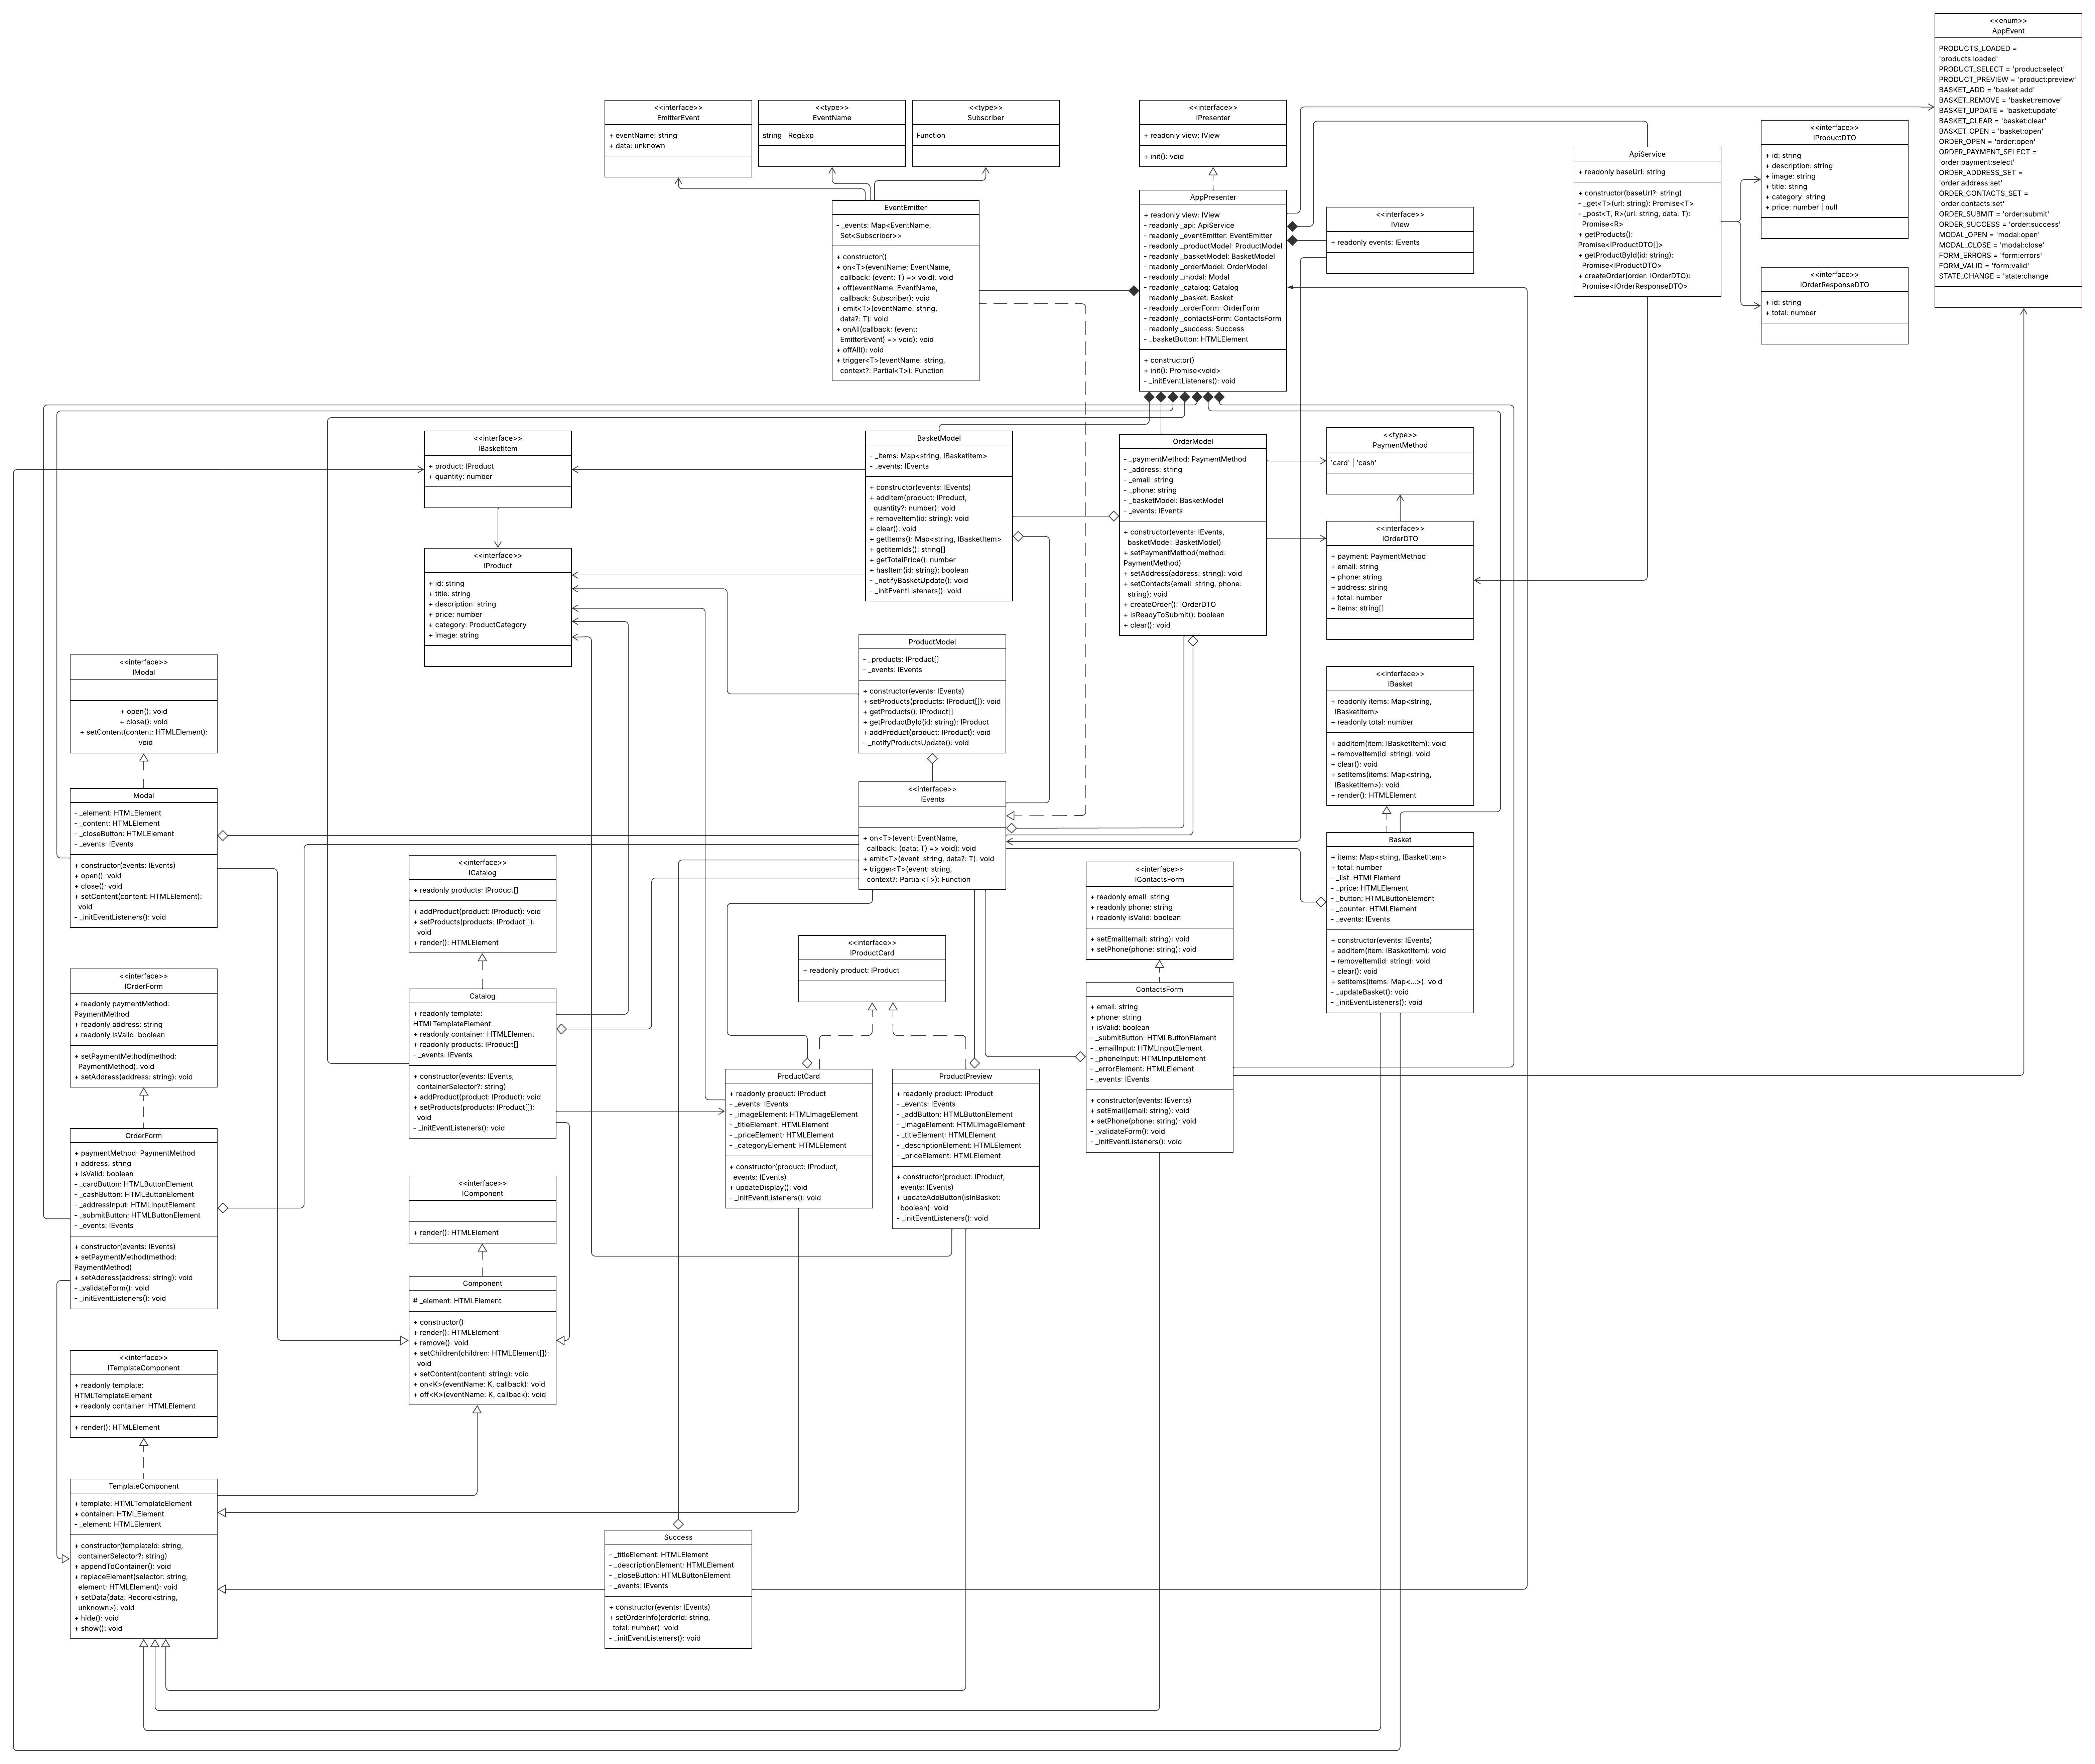 <<enum>>
AppEvent
PRODUCTS_LOADED =
'products:loaded'
PRODUCT_SELECT = 'product:select'
PRODUCT_PREVIEW = 'product:preview'
BASKET_ADD = 'basket:add'
BASKET_REMOVE = 'basket:remove'
BASKET_UPDATE = 'basket:update'
BASKET_CLEAR = 'basket:clear'
BASKET_OPEN = 'basket:open'
ORDER_OPEN = 'order:open'
ORDER_PAYMENT_SELECT =
'order:payment:select'
ORDER_ADDRESS_SET =
'order:address:set'
ORDER_CONTACTS_SET =
'order:contacts:set'
ORDER_SUBMIT = 'order:submit'
ORDER_SUCCESS = 'order:success'
MODAL_OPEN = 'modal:open'
MODAL_CLOSE = 'modal:close'
FORM_ERRORS = 'form:errors'
FORM_VALID = 'form:valid'
STATE_CHANGE = 'state:change
<<interface>>
EmitterEvent
+ eventName: string
+ data: unknown
<<type>>
EventName
string | RegExp
<<type>>
Subscriber
Function
<<interface>>
IPresenter
+ readonly view: IView
+ init(): void
<<interface>>
IProductDTO
+ id: string
+ description: string
+ image: string
+ title: string
+ category: string
+ price: number | null
ApiService
+ readonly baseUrl: string
+ constructor(baseUrl?: string)
- _get<T>(url: string): Promise<T>
- _post<T, R>(url: string, data: T):
Promise<R>
+ getProducts():
Promise<IProductDTO[]>
+ getProductById(id: string):
Promise<IProductDTO>
+ createOrder(order: IOrderDTO):
Promise<IOrderResponseDTO>
<<interface>>
IOrderResponseDTO
+ id: string
+ total: number
AppPresenter
+ readonly view: IView
- readonly _api: ApiService
- readonly _eventEmitter: EventEmitter
- readonly _productModel: ProductModel
- readonly _basketModel: BasketModel
- readonly _orderModel: OrderModel
- readonly _modal: Modal
- readonly _catalog: Catalog
- readonly _basket: Basket
- readonly _orderForm: OrderForm
- readonly _contactsForm: ContactsForm
- readonly _success: Success
- _basketButton: HTMLElement
+ constructor()
+ init(): Promise<void>
- _initEventListeners(): void
<<interface>>
IView
+ readonly events: IEvents
EventEmitter
- _events: Map<EventName,
Set<Subscriber>>
+ constructor()
+ on<T>(eventName: EventName,
callback: (event: T) => void): void
+ off(eventName: EventName,
callback: Subscriber): void
+ emit<T>(eventName: string,
data?: T): void
+ onAll(callback: (event:
EmitterEvent) => void): void
+ offAll(): void
+ trigger<T>(eventName: string,
context?: Partial<T>): Function
<<interface>>
IBasketItem
+ product: IProduct
+ quantity: number
BasketModel
- _items: Map<string, IBasketItem>
- _events: IEvents
+ constructor(events: IEvents)
+ addItem(product: IProduct,
quantity?: number): void
+ removeItem(id: string): void
+ clear(): void
+ getItems(): Map<string, IBasketItem>
+ getItemIds(): string[]
+ getTotalPrice(): number
+ hasItem(id: string): boolean
- _notifyBasketUpdate(): void
- _initEventListeners(): void
OrderModel
- _paymentMethod: PaymentMethod
- _address: string
- _email: string
- _phone: string
- _basketModel: BasketModel
- _events: IEvents
+ constructor(events: IEvents,
basketModel: BasketModel)
+ setPaymentMethod(method:
PaymentMethod)
+ setAddress(address: string): void
+ setContacts(email: string, phone:
string): void
+ createOrder(): IOrderDTO
+ isReadyToSubmit(): boolean
+ clear(): void
<<type>>
PaymentMethod
'card' | 'cash'
<<interface>>
IOrderDTO
+ payment: PaymentMethod
+ email: string
+ phone: string
+ address: string
+ total: number
+ items: string[]
<<interface>>
IProduct
+ id: string
+ title: string
+ description: string
+ price: number
+ category: ProductCategory
+ image: string
ProductModel
- _products: IProduct[]
- _events: IEvents
+ constructor(events: IEvents)
+ setProducts(products: IProduct[]): void
+ getProducts(): IProduct[]
+ getProductById(id: string): IProduct
+ addProduct(product: IProduct): void
- _notifyProductsUpdate(): void
<<interface>>
IModal
+ open(): void
+ close(): void
+ setContent(content: HTMLElement):
void
<<interface>>
IBasket
+ readonly items: Map<string,
IBasketItem>
+ readonly total: number
+ addItem(item: IBasketItem): void
+ removeItem(id: string): void
+ clear(): void
+ setItems(items: Map<string,
IBasketItem>): void
+ render(): HTMLElement
Modal
- _element: HTMLElement
- _content: HTMLElement
- _closeButton: HTMLElement
- _events: IEvents
+ constructor(events: IEvents)
+ open(): void
+ close(): void
+ setContent(content: HTMLElement):
void
- _initEventListeners(): void
<<interface>>
IEvents
+ on<T>(event: EventName,
callback: (data: T) => void): void
+ emit<T>(event: string, data?: T): void
+ trigger<T>(event: string,
context?: Partial<T>): Function
Basket
+ items: Map<string, IBasketItem>
+ total: number
- _list: HTMLElement
- _price: HTMLElement
- _button: HTMLButtonElement
- _counter: HTMLElement
- _events: IEvents
+ constructor(events: IEvents)
+ addItem(item: IBasketItem): void
+ removeItem(id: string): void
+ clear(): void
+ setItems(items: Map<...>): void
- _updateBasket(): void
- _initEventListeners(): void
<<interface>>
ICatalog
+ readonly products: IProduct[]
+ addProduct(product: IProduct): void
+ setProducts(products: IProduct[]):
void
+ render(): HTMLElement
<<interface>>
IContactsForm
+ readonly email: string
+ readonly phone: string
+ readonly isValid: boolean
+ setEmail(email: string): void
+ setPhone(phone: string): void
<<interface>>
IProductCard
+ readonly product: IProduct
<<interface>>
IOrderForm
+ readonly paymentMethod:
PaymentMethod
+ readonly address: string
+ readonly isValid: boolean
+ setPaymentMethod(method:
PaymentMethod): void
+ setAddress(address: string): void
Catalog
+ readonly template:
HTMLTemplateElement
+ readonly container: HTMLElement
+ readonly products: IProduct[]
- _events: IEvents
+ constructor(events: IEvents,
containerSelector?: string)
+ addProduct(product: IProduct): void
+ setProducts(products: IProduct[]):
void
- _initEventListeners(): void
ContactsForm
+ email: string
+ phone: string
+ isValid: boolean
- _submitButton: HTMLButtonElement
- _emailInput: HTMLInputElement
- _phoneInput: HTMLInputElement
- _errorElement: HTMLElement
- _events: IEvents
+ constructor(events: IEvents)
+ setEmail(email: string): void
+ setPhone(phone: string): void
- _validateForm(): void
- _initEventListeners(): void
ProductCard
+ readonly product: IProduct
- _events: IEvents
- _imageElement: HTMLImageElement
- _titleElement: HTMLElement
- _priceElement: HTMLElement
- _categoryElement: HTMLElement
+ constructor(product: IProduct,
events: IEvents)
+ updateDisplay(): void
- _initEventListeners(): void
ProductPreview
+ readonly product: IProduct
- _events: IEvents
- _addButton: HTMLButtonElement
- _imageElement: HTMLImageElement
- _titleElement: HTMLElement
- _descriptionElement: HTMLElement
- _priceElement: HTMLElement
+ constructor(product: IProduct,
events: IEvents)
+ updateAddButton(isInBasket:
boolean): void
- _initEventListeners(): void
OrderForm
+ paymentMethod: PaymentMethod
+ address: string
+ isValid: boolean
- _cardButton: HTMLButtonElement
- _cashButton: HTMLButtonElement
- _addressInput: HTMLInputElement
- _submitButton: HTMLButtonElement
- _events: IEvents
+ constructor(events: IEvents)
+ setPaymentMethod(method:
PaymentMethod)
+ setAddress(address: string): void
- _validateForm(): void
- _initEventListeners(): void
<<interface>>
IComponent
+ render(): HTMLElement
Component
# _element: HTMLElement
+ constructor()
+ render(): HTMLElement
+ remove(): void
+ setChildren(children: HTMLElement[]):
void
+ setContent(content: string): void
+ on<K>(eventName: K, callback): void
+ off<K>(eventName: K, callback): void
<<interface>>
ITemplateComponent
+ readonly template:
HTMLTemplateElement
+ readonly container: HTMLElement
+ render(): HTMLElement
TemplateComponent
+ template: HTMLTemplateElement
+ container: HTMLElement
- _element: HTMLElement
+ constructor(templateId: string,
containerSelector?: string)
+ appendToContainer(): void
+ replaceElement(selector: string,
element: HTMLElement): void
+ setData(data: Record<string,
unknown>): void
+ hide(): void
+ show(): void
Success
- _titleElement: HTMLElement
- _descriptionElement: HTMLElement
- _closeButton: HTMLButtonElement
- _events: IEvents
+ constructor(events: IEvents)
+ setOrderInfo(orderId: string,
total: number): void
- _initEventListeners(): void